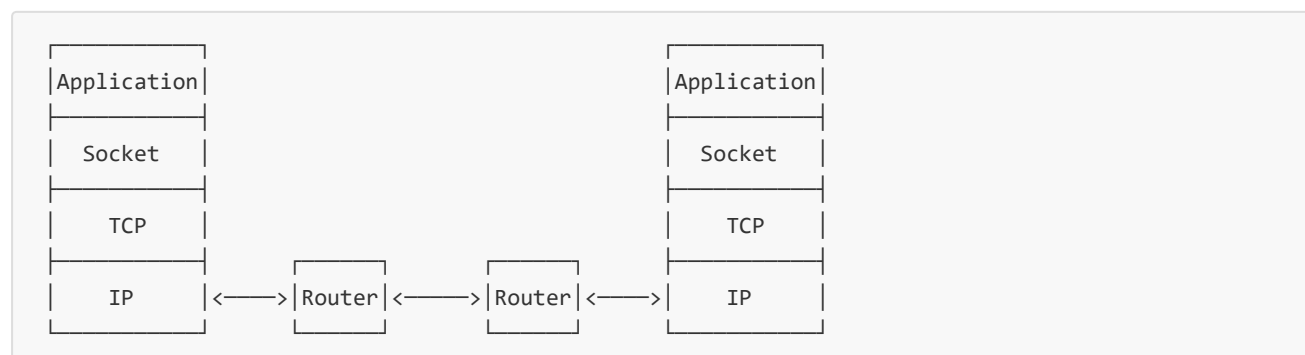 Application Application
Socket Socket
TCP TCP
IP <────>Router<─────>Router<────> IP